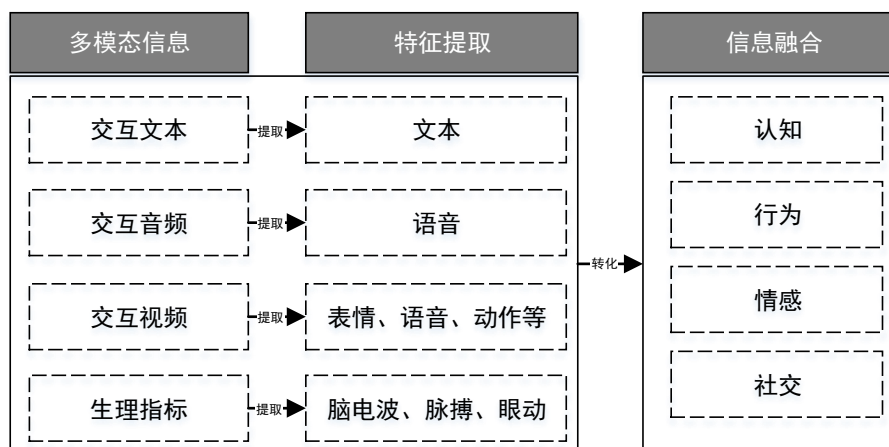 多模态信息
特征提取
信息融合
交互文本
提取
文本
交互音频
提取
语音
交互视频
提取
表情、语音、动作等
生理指标
提取
脑电波、脉搏、眼动
转化
认知
行为
情感
社交